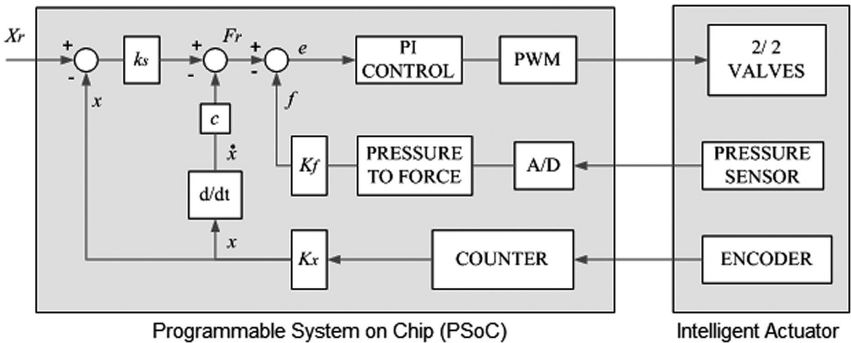 Xr + - ks + - Fr + - e PI CONTROL PWM 2/ 2 VALVES
x c f
ẋ Kf PRESSURE TO FORCE A/D PRESSURE SENSOR
d/dt
x Kx COUNTER ENCODER
Programmable System on Chip (PSoC) Intelligent Actuator